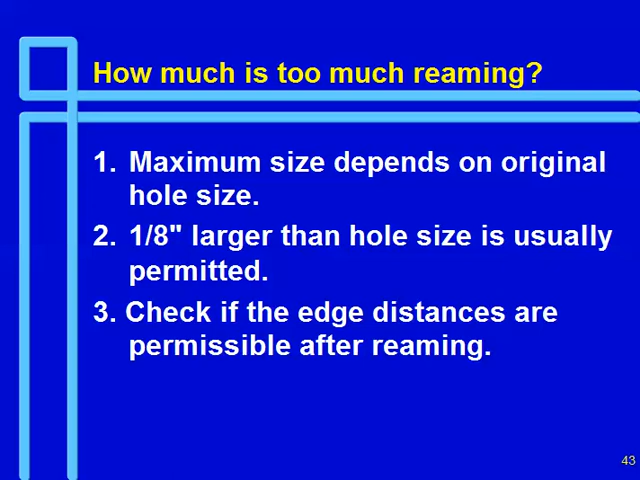 How much is too much reaming?
1. Maximum size depends on original
hole size.
2. 1/8" larger than hole size is usually
permitted.
3. Check if the edge distances are
permissible after reaming.
43